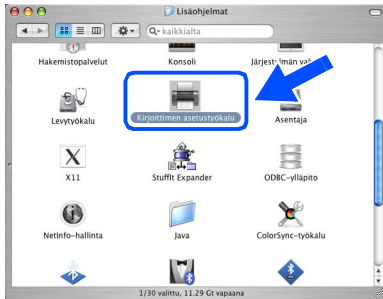 Lisäohjelmat
kaikkialta
Hakemistopalvelut
Konsoli
Järjestelmän
Levytyökalu
Kirjoittimen asetustyökalu
Asentaja
X11
StuffIt Expander
ODBC-ylläpito
NetInfo-hallinta
Java
ColorSync-työkalu
1/30 valittu, 11.29 Gt vapaana